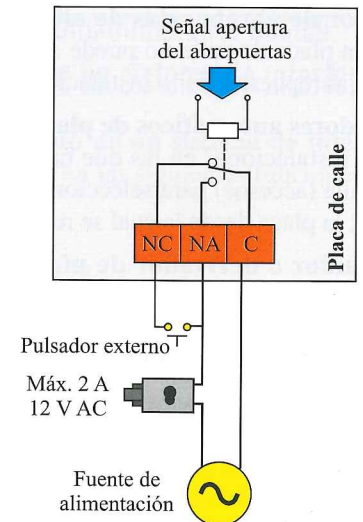 Señal apertura
del abrepuertas
Placa de calle
NC NA C
Pulsador externo
Máx. 2 A
12 V AC
Fuente de
alimentación